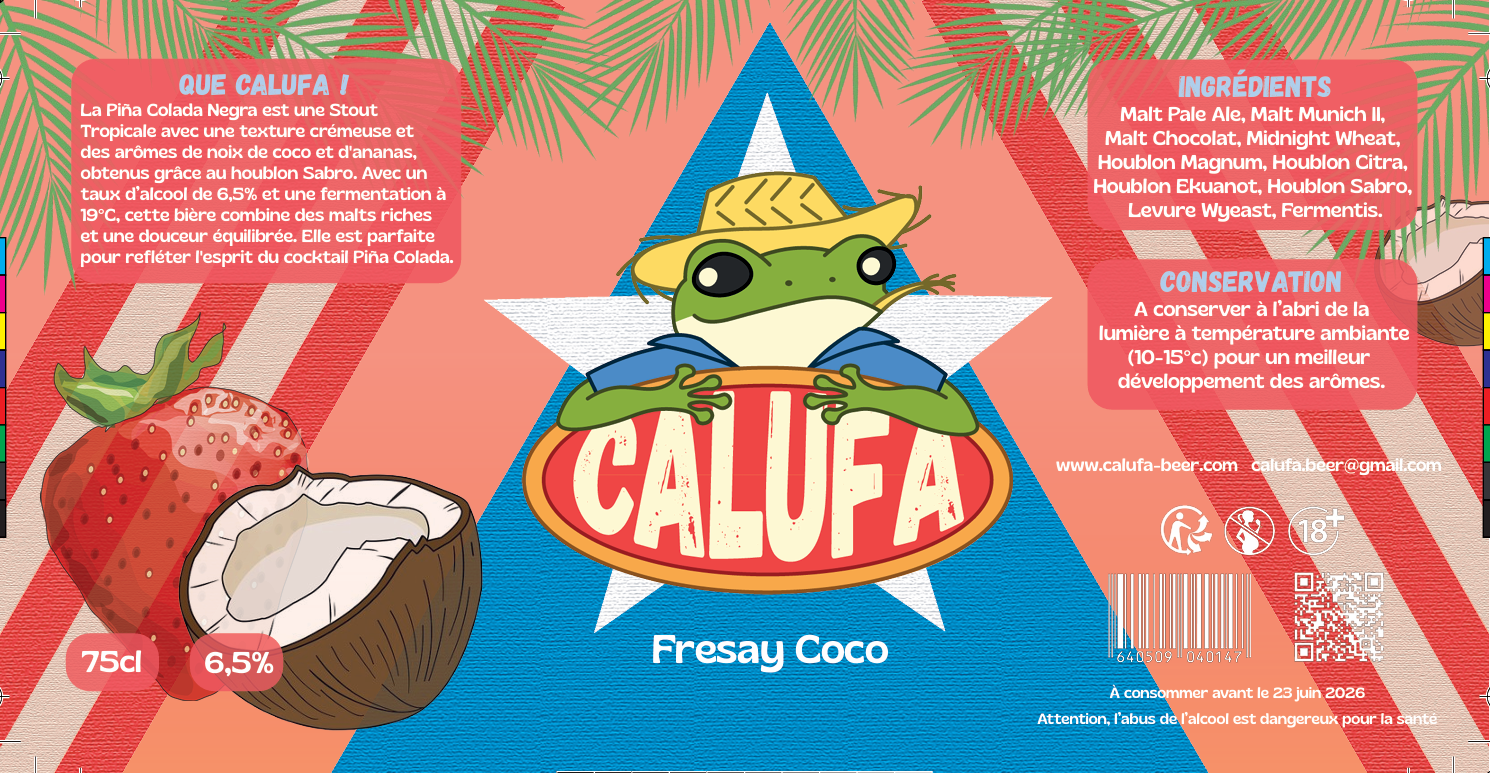 QUE CALUFA !
La Piña Colada Negra est une Stout
Tropicale avec une texture crémeuse et
des arômes de noix de coco et d'ananas,
obtenus grâce au houblon Sabro. Avec un
taux d'alcool de 6,5% et une fermentation à
19°C, cette bière combine des malts riches
et une douceur équilibrée. Elle est parfaite
pour refléter l'esprit du cocktail Piña Colada.
75cl
6,5%
CALUFA
Fresay Coco
INGRÉDIENTS
Malt Pale Ale, Malt Munich II,
Malt Chocolat, Midnight Wheat,
Houblon Magnum, Houblon Citra,
Houblon Ekuanot, Houblon Sabro,
Levure Wyeast, Fermentis.
CONSERVATION
A conserver à l'abri de la
lumière à température ambiante
(10-15°c) pour un meilleur
développement des arômes.
www.calufa-beer.com calufa.beer@gmail.com
18+
640509 040147
À consommer avant le 23 juin 2026
Attention, l'abus de l'alcool est dangereux pour la santé